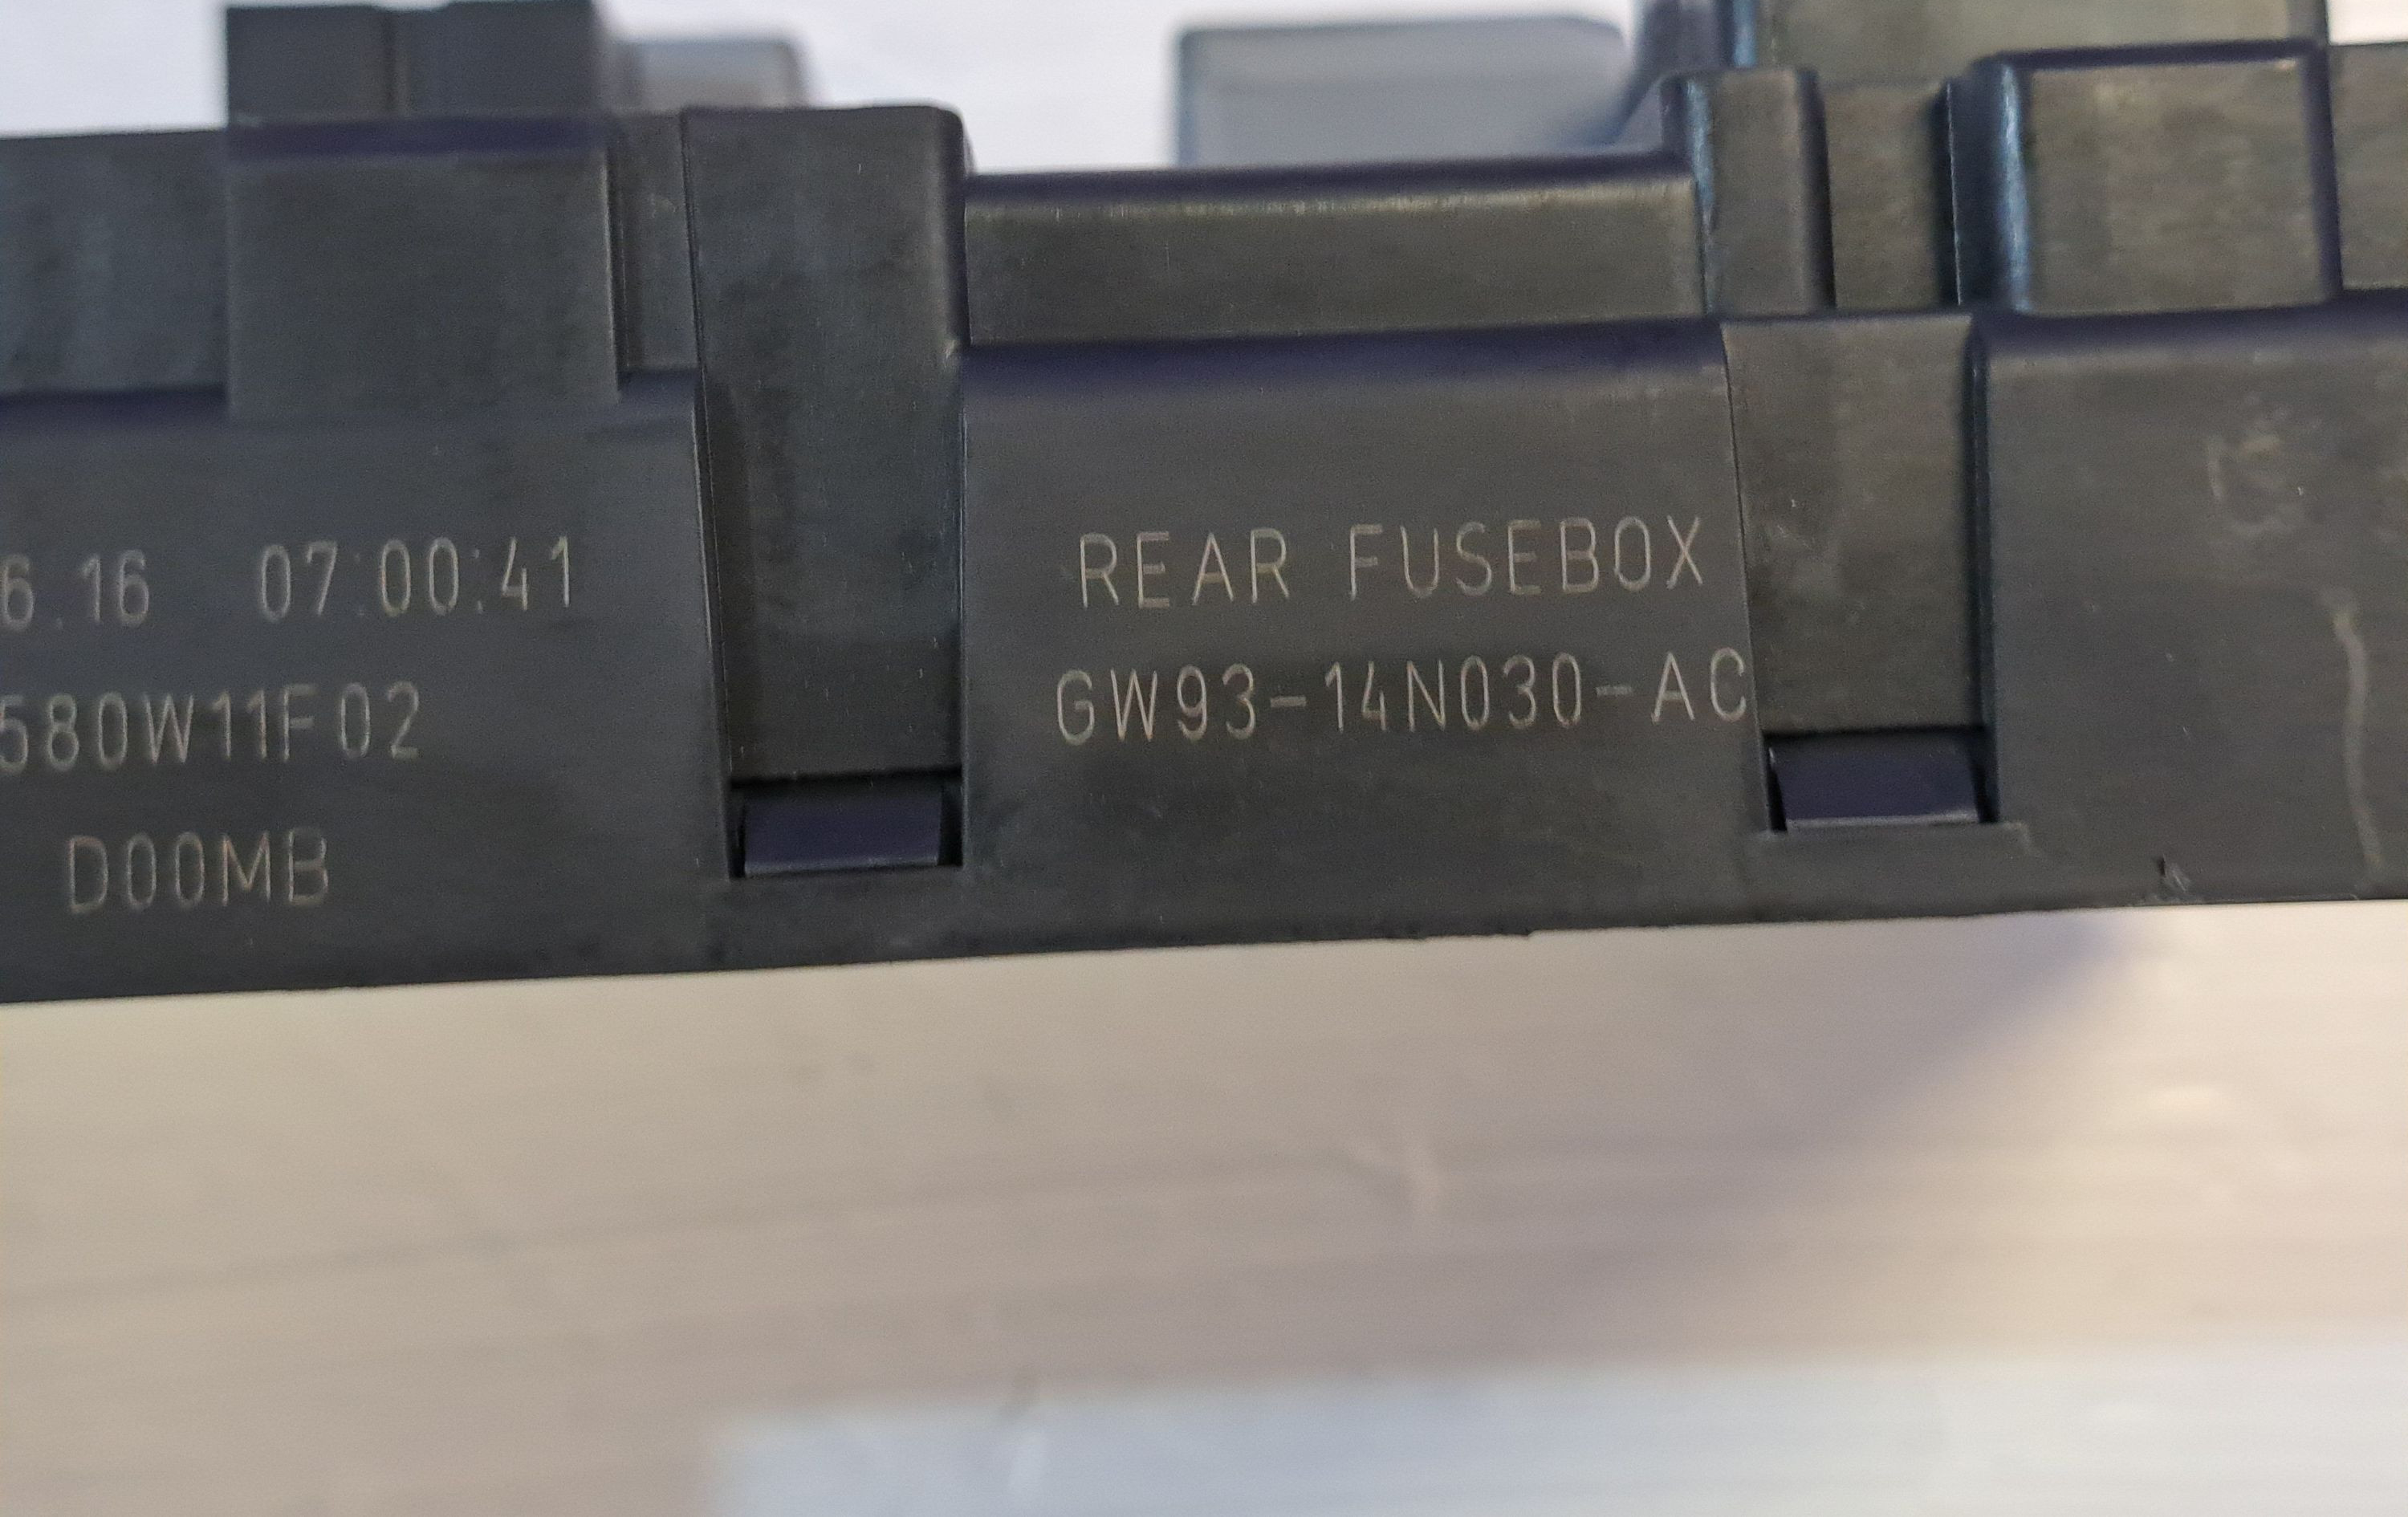 6.16 07:00:41
580W11F02
D00MB
REAR FUSEBOX
GW93-14N030-AC